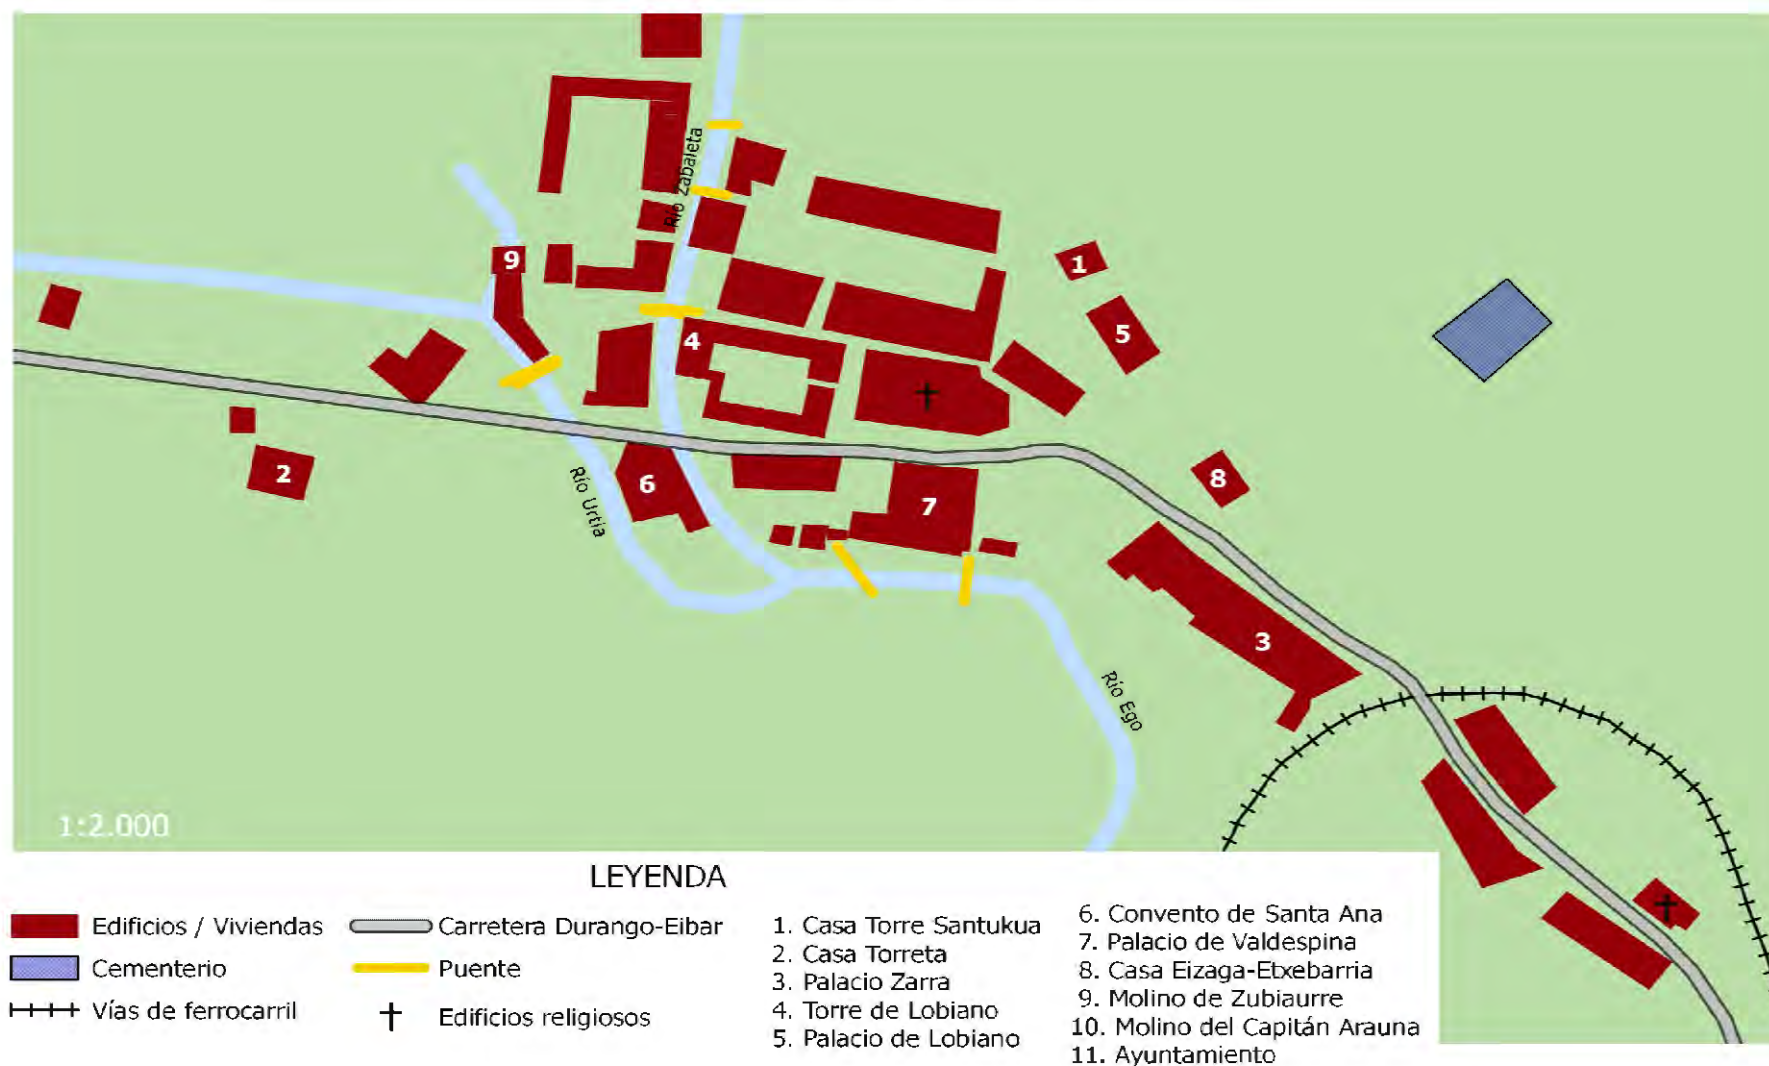 Río Zabaleta
9
1
5
4
2
6
7
8
3
Río Urtia
Río Ego
1:2.000
LEYENDA
Edificios / Viviendas
Cementerio
Vías de ferrocarril
Carretera Durango-Eibar
Puente
Edificios religiosos
1. Casa Torre Santukua
2. Casa Torreta
3. Palacio Zarra
4. Torre de Lobiano
5. Palacio de Lobiano
6. Convento de Santa Ana
7. Palacio de Valdespina
8. Casa Eizaga-Etxebarria
9. Molino de Zubiaurre
10. Molino del Capitán Arauna
11. Ayuntamiento